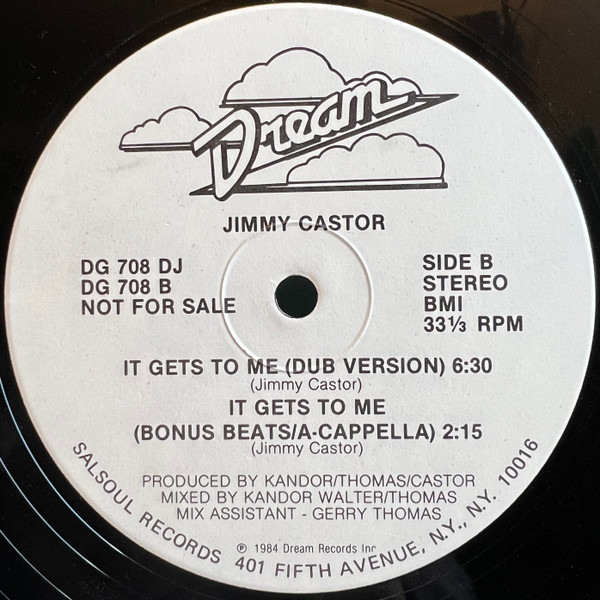 Dream
JIMMY CASTOR
DG 708 DJ
DG 708 B
NOT FOR SALE
SIDE B
STEREO
BMI
33⅓ RPM
IT GETS TO ME (DUB VERSION) 6:30
(Jimmy Castor)
IT GETS TO ME
(BONUS BEATS/A-CAPPELLA) 2:15
(Jimmy Castor)
PRODUCED BY KANDOR/THOMAS/CASTOR
MIXED BY KANDOR WALTER/THOMAS
MIX ASSISTANT - GERRY THOMAS
℗ 1984 Dream Records Inc
SALSOUL RECORDS 401 FIFTH AVENUE, N.Y., N.Y. 10016